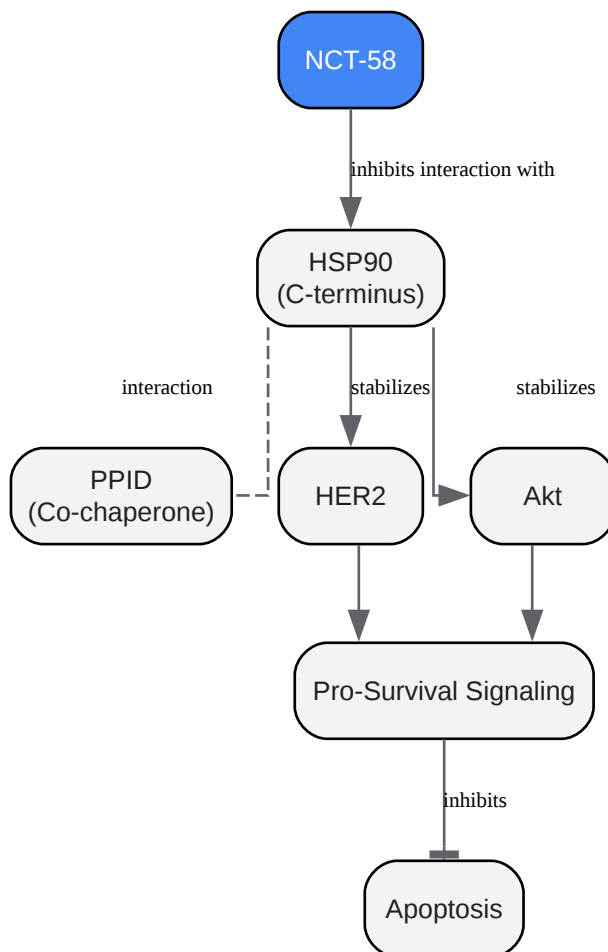 NCT-58
inhibits interaction with
HSP90
(C-terminus)
interaction
stabilizes
stabilizes
PPID
(Co-chaperone)
HER2
Akt
Pro-Survival Signaling
inhibits
Apoptosis